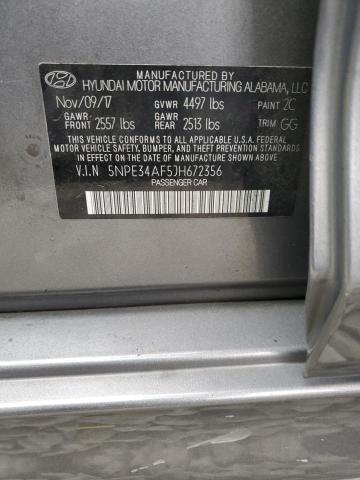 MANUFACTURED BY
HYUNDAI MOTOR MANUFACTURING ALABAMA, LLC
Nov/09/17 GVWR 4497 lbs PAINT 2C
GAWR FRONT 2557 lbs GAWR REAR 2513 lbs TRIM GG
THIS VEHICLE CONFORMS TO ALL APPLICABLE U.S.A. FEDERAL
MOTOR VEHICLE SAFETY, BUMPER, AND THEFT PREVENTION
STANDARDS IN EFFECT ON THE DATE OF MANUFACTURE SHOWN ABOVE.
V.I.N 5NPE34AF5JH672356
PASSENGER CAR